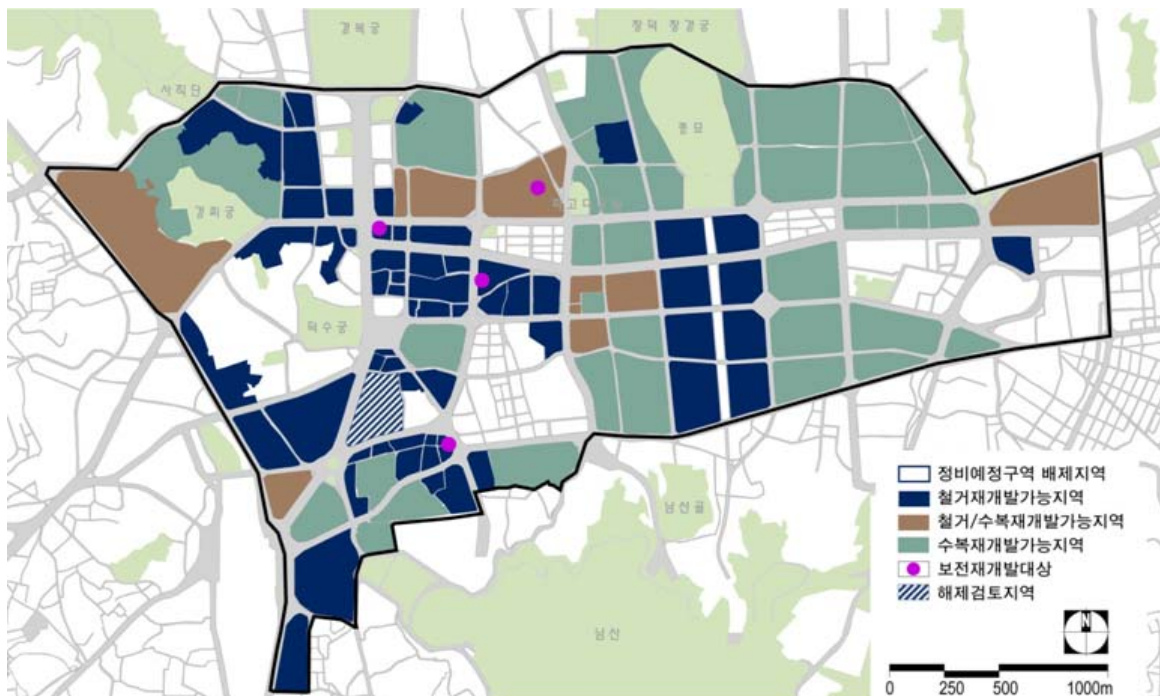 경복궁
창덕 창경궁
사직단
종묘
경희궁
덕수궁
남산골
남산
정비예정구역 배제지역
철거재개발가능지역
철거/수복재개발가능지역
수복재개발가능지역
보전재개발대상
해제검토지역
N
0 250 500 1000m